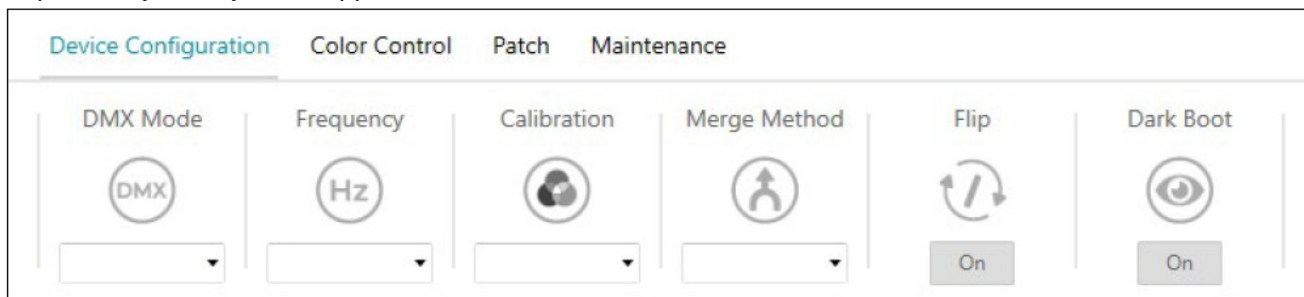 Device Configuration Color Control Patch Maintenance
DMX Mode Frequency Calibration Merge Method Flip Dark Boot
DMX Hz
On On